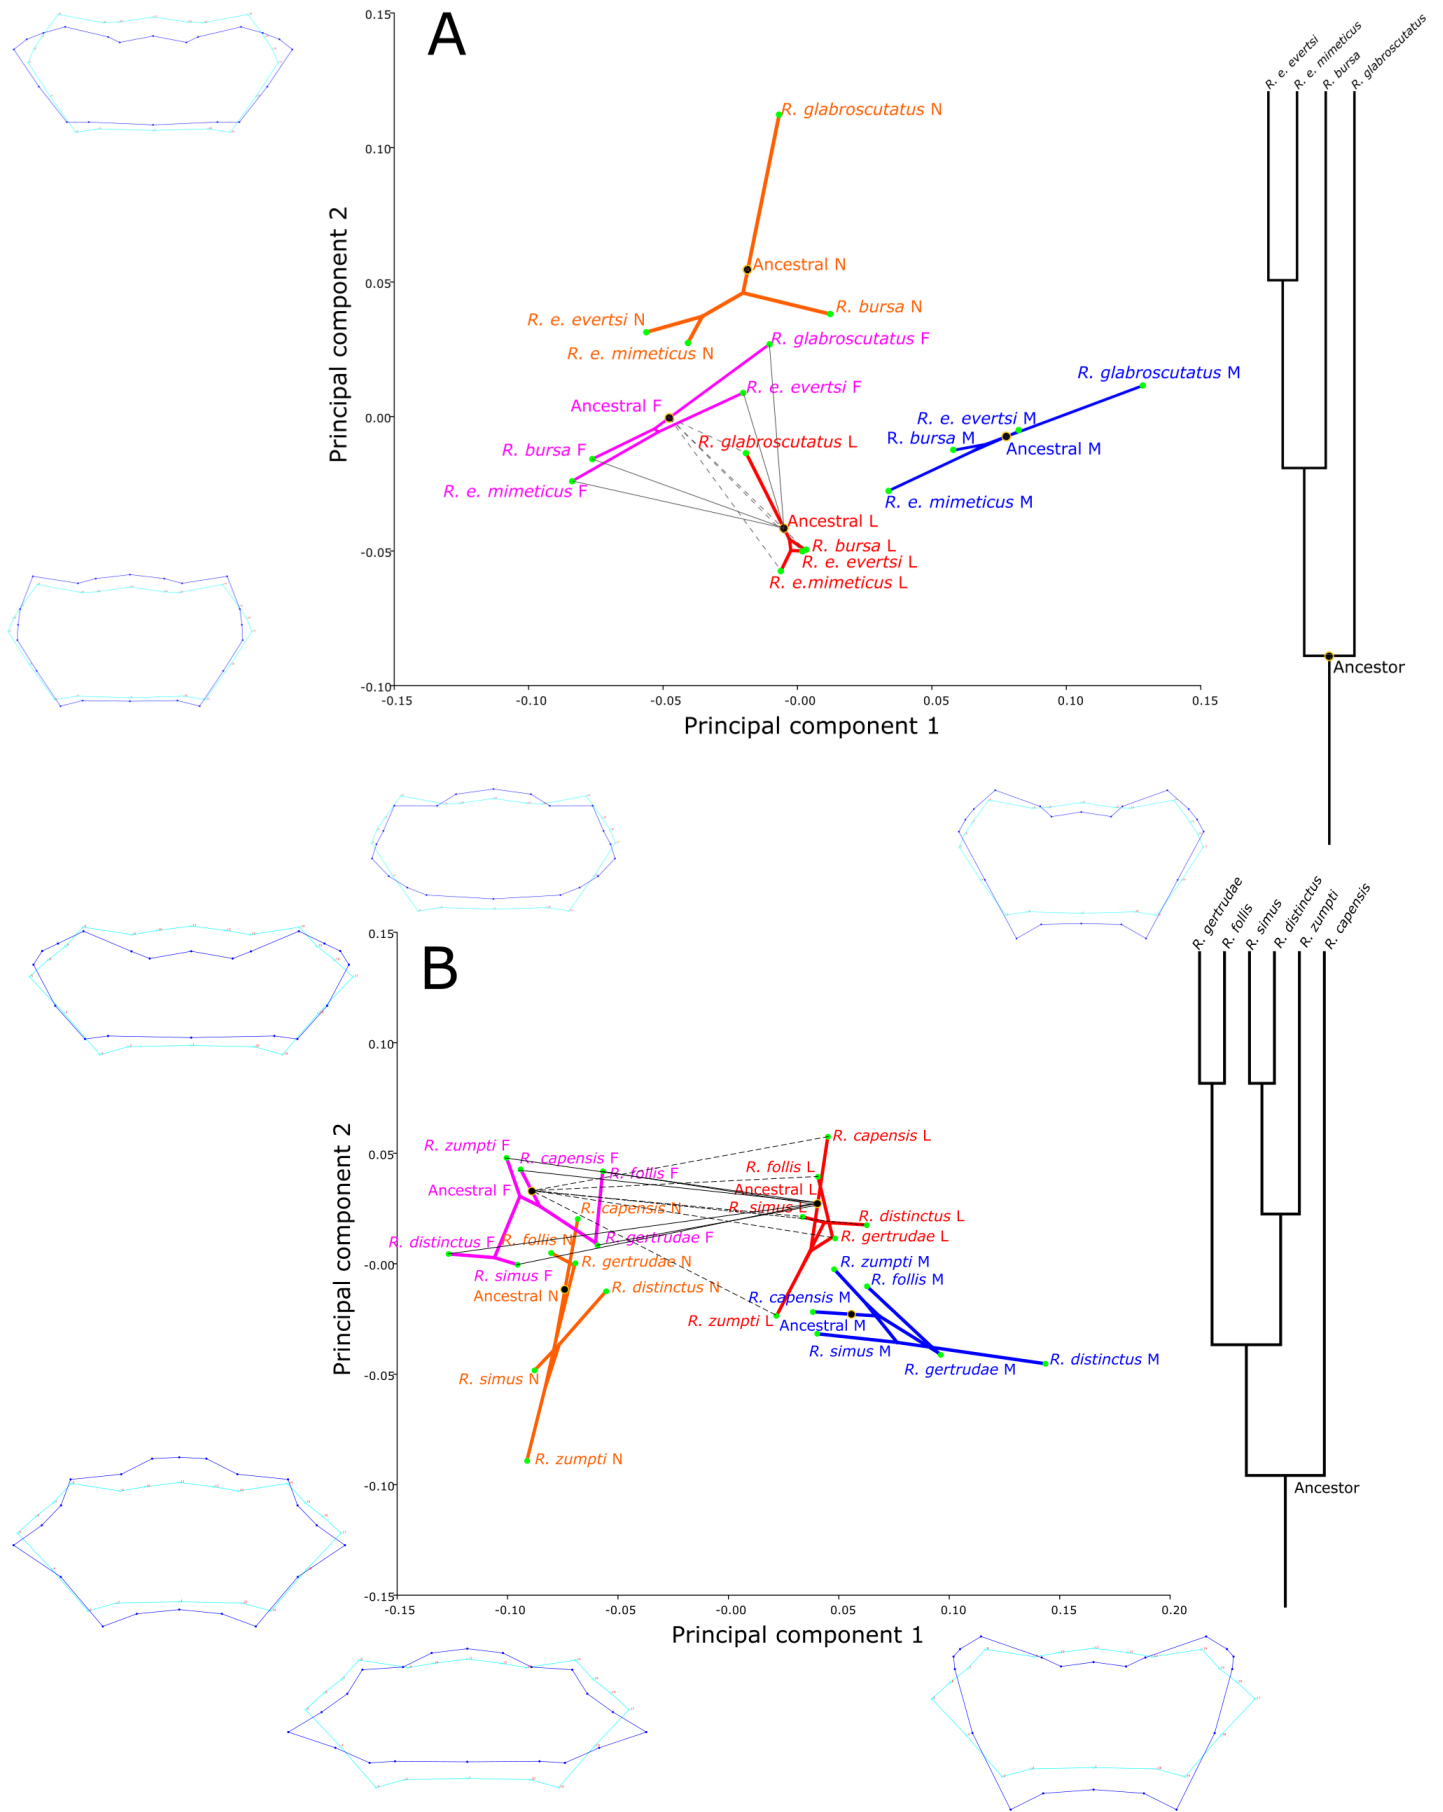 A
R. e. evertsi
R. e. mimeticus
R. bursa
R. glabroscutatus
0.15
0.10
0.05
0.00
-0.05
-0.10
Principal component 2
R. glabroscutatus N
Ancestral N
R. bursa N
R. e. evertsi N
R. e. mimeticus N
R. glabroscutatus F
R. e. evertsi F
Ancestral F
R. bursa F
R. e. mimeticus F
R. glabroscutatus L
Ancestral L
R. bursa L
R. e. evertsi L
R. e.mimeticus L
R. glabroscutatus M
R. e. evertsi M
R. bursa M
Ancestral M
R. e. mimeticus M
Ancestor
-0.15
-0.10
-0.05
-0.00
0.05
0.10
0.15
Principal component 1
B
R. gertrudae
R. follis
R. simus
R. distinctus
R. zumpti
R. capensis
0.15
0.10
0.05
-0.00
-0.05
-0.10
-0.15
Principal component 2
R. zumpti F
R. capensis F
R. follis F
Ancestral F
R. capensis N
R. distinctus F
R. follis N
R. gertrudae F
R. simus F
R. gertrudae N
Ancestral N
R. distinctus N
R. simus N
R. zumpti N
R. capensis L
R. follis L
Ancestral L
R. simus L
R. distinctus L
R. gertrudae L
R. zumpti L
R. zumpti M
R. follis M
R. capensis M
Ancestral M
R. simus M
R. gertrudae M
R. distinctus M
Ancestor
-0.15
-0.10
-0.05
-0.00
0.05
0.10
0.15
0.20
Principal component 1